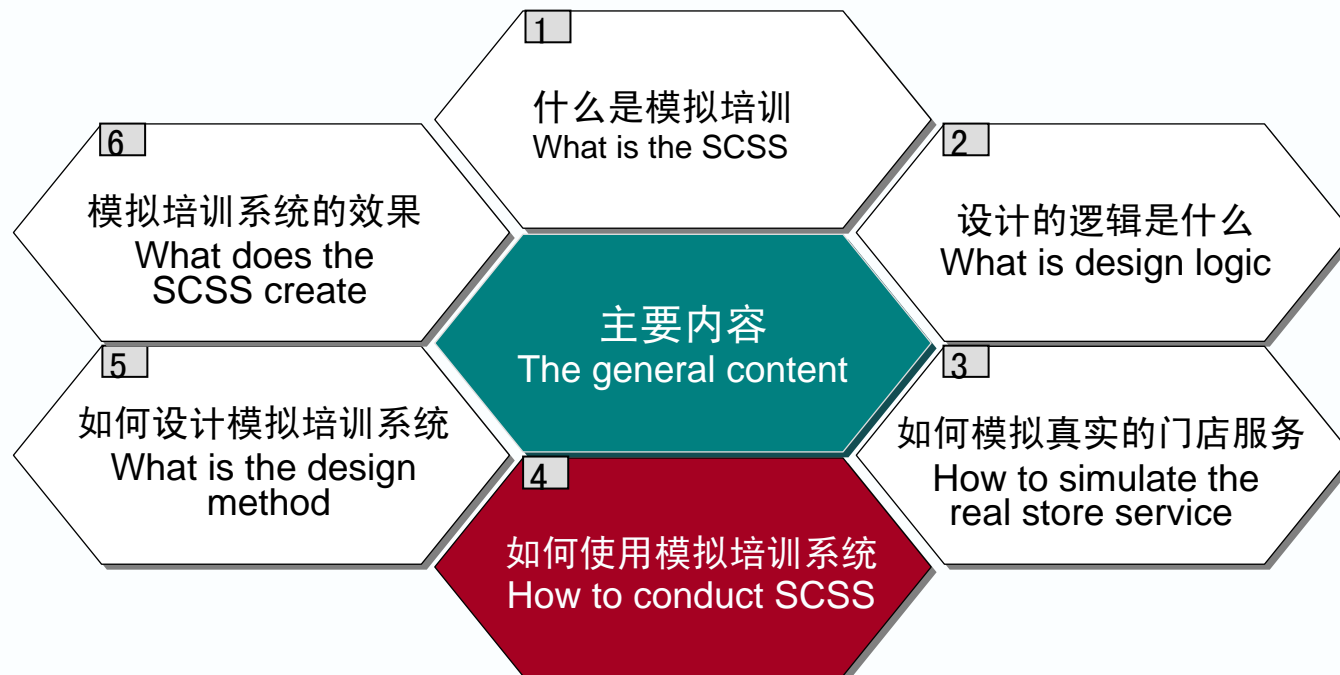 1
什么是模拟培训
What is the SCSS
2
设计的逻辑是什么
What is design logic
3
如何模拟真实的门店服务
How to simulate the
real store service
4
如何使用模拟培训系统
How to conduct SCSS
5
如何设计模拟培训系统
What is the design
method
6
模拟培训系统的效果
What does the
SCSS create
主要内容
The general content